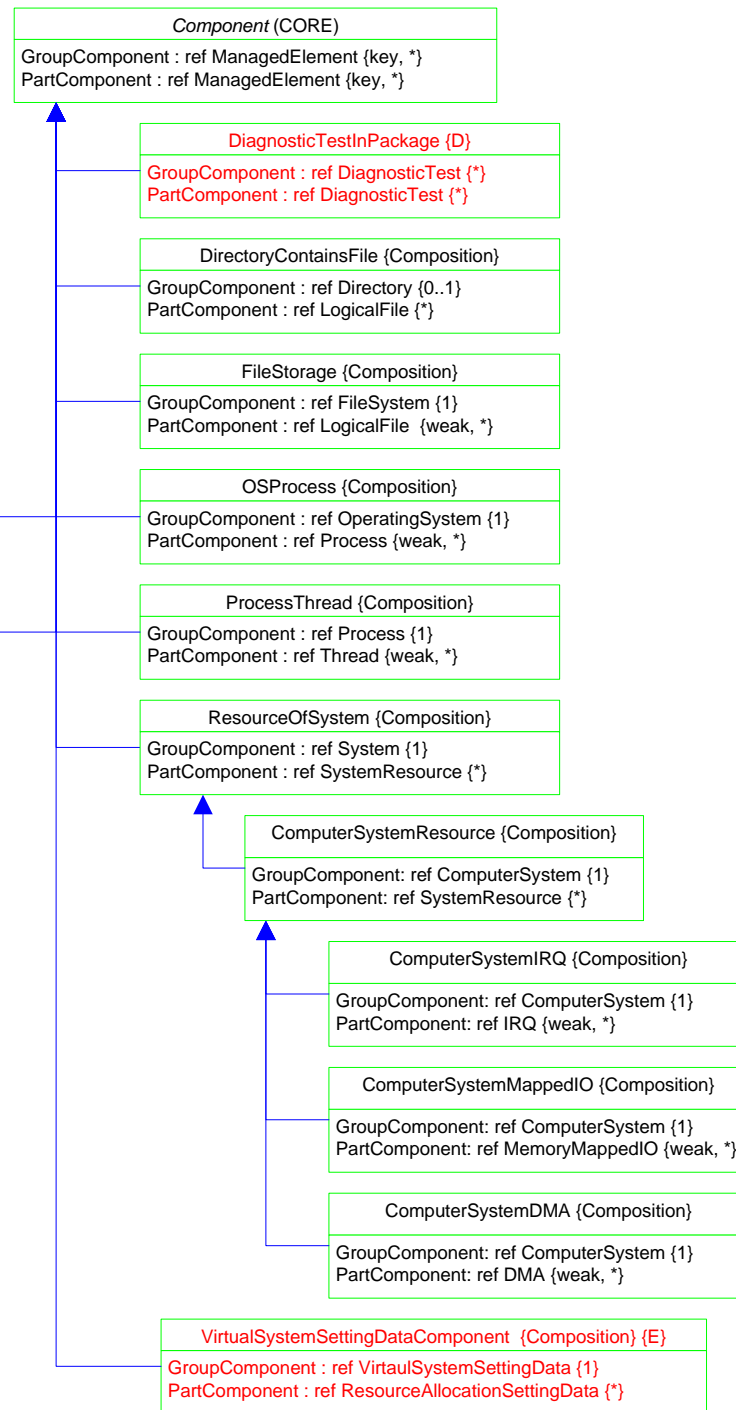 Component (CORE)
GroupComponent : ref ManagedElement {key, *}
PartComponent : ref ManagedElement {key, *}
DiagnosticTestInPackage {D}
GroupComponent : ref DiagnosticTest {*}
PartComponent : ref DiagnosticTest {*}
DirectoryContainsFile {Composition}
GroupComponent : ref Directory {0..1}
PartComponent : ref LogicalFile {*}
FileStorage {Composition}
GroupComponent : ref FileSystem {1}
PartComponent : ref LogicalFile {weak, *}
OSProcess {Composition}
GroupComponent : ref OperatingSystem {1}
PartComponent : ref Process {weak, *}
ProcessThread {Composition}
GroupComponent : ref Process {1}
PartComponent : ref Thread {weak, *}
ResourceOfSystem {Composition}
GroupComponent : ref System {1}
PartComponent : ref SystemResource {*}
ComputerSystemResource {Composition}
GroupComponent: ref ComputerSystem {1}
PartComponent: ref SystemResource {*}
ComputerSystemIRQ {Composition}
GroupComponent: ref ComputerSystem {1}
PartComponent: ref IRQ {weak, *}
ComputerSystemMappedIO {Composition}
GroupComponent: ref ComputerSystem {1}
PartComponent: ref MemoryMappedIO {weak, *}
ComputerSystemDMA {Composition}
GroupComponent: ref ComputerSystem {1}
PartComponent: ref DMA {weak, *}
VirtualSystemSettingDataComponent {Composition} {E}
GroupComponent : ref VirtaulSystemSettingData {1}
PartComponent : ref ResourceAllocationSettingData {*}